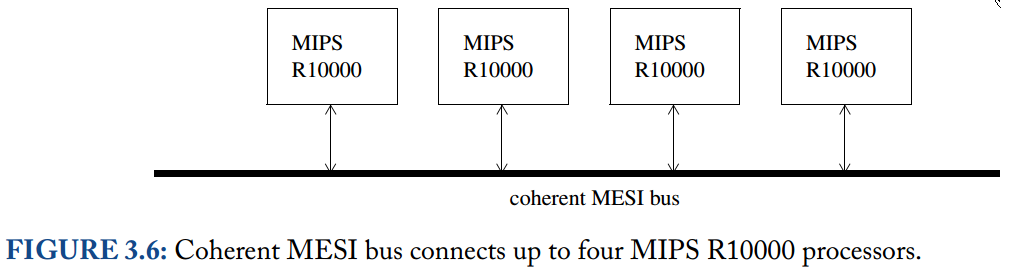 MIPS
R10000
MIPS
R10000
MIPS
R10000
MIPS
R10000
coherent MESI bus
FIGURE 3.6: Coherent MESI bus connects up to four MIPS R10000 processors.